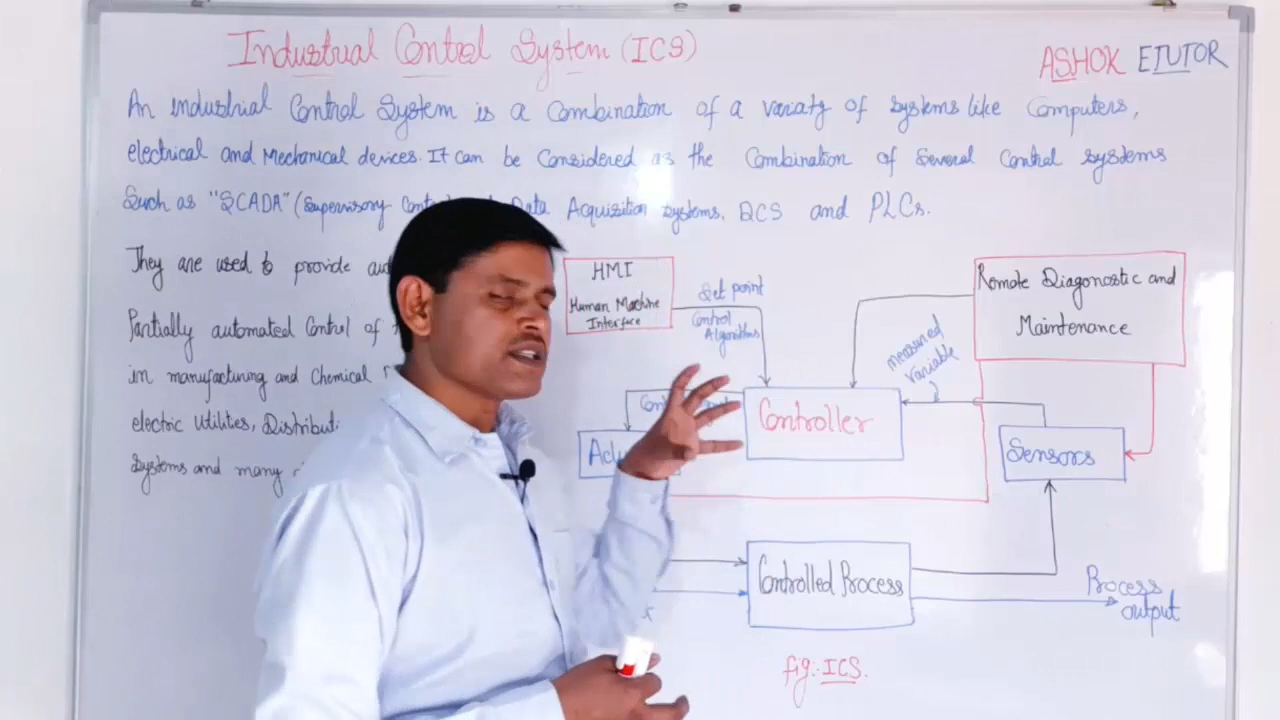 Industrial Control System (ICS)
ASHOK ETUTOR
An industrial Control System is a Combination of a variaty of systems like Computers,
electrical and Mechanical devices. It can be Considered as the Combination of Several Control systems
Such as "SCADA" (Supervisory Data Acquisition systems, DCS and PLCs.
They are used to provide
Partially automated Control of
in manufacturing and Chemical
electric Utilities,
Systems and many
HMI
Human Machine
Interface
Set point
Control
Algorithms
Remote Diagonostic and
Maintenance
measured
variable
Controller
Sensors
Controlled Process
Process
output
fig:- ICS.